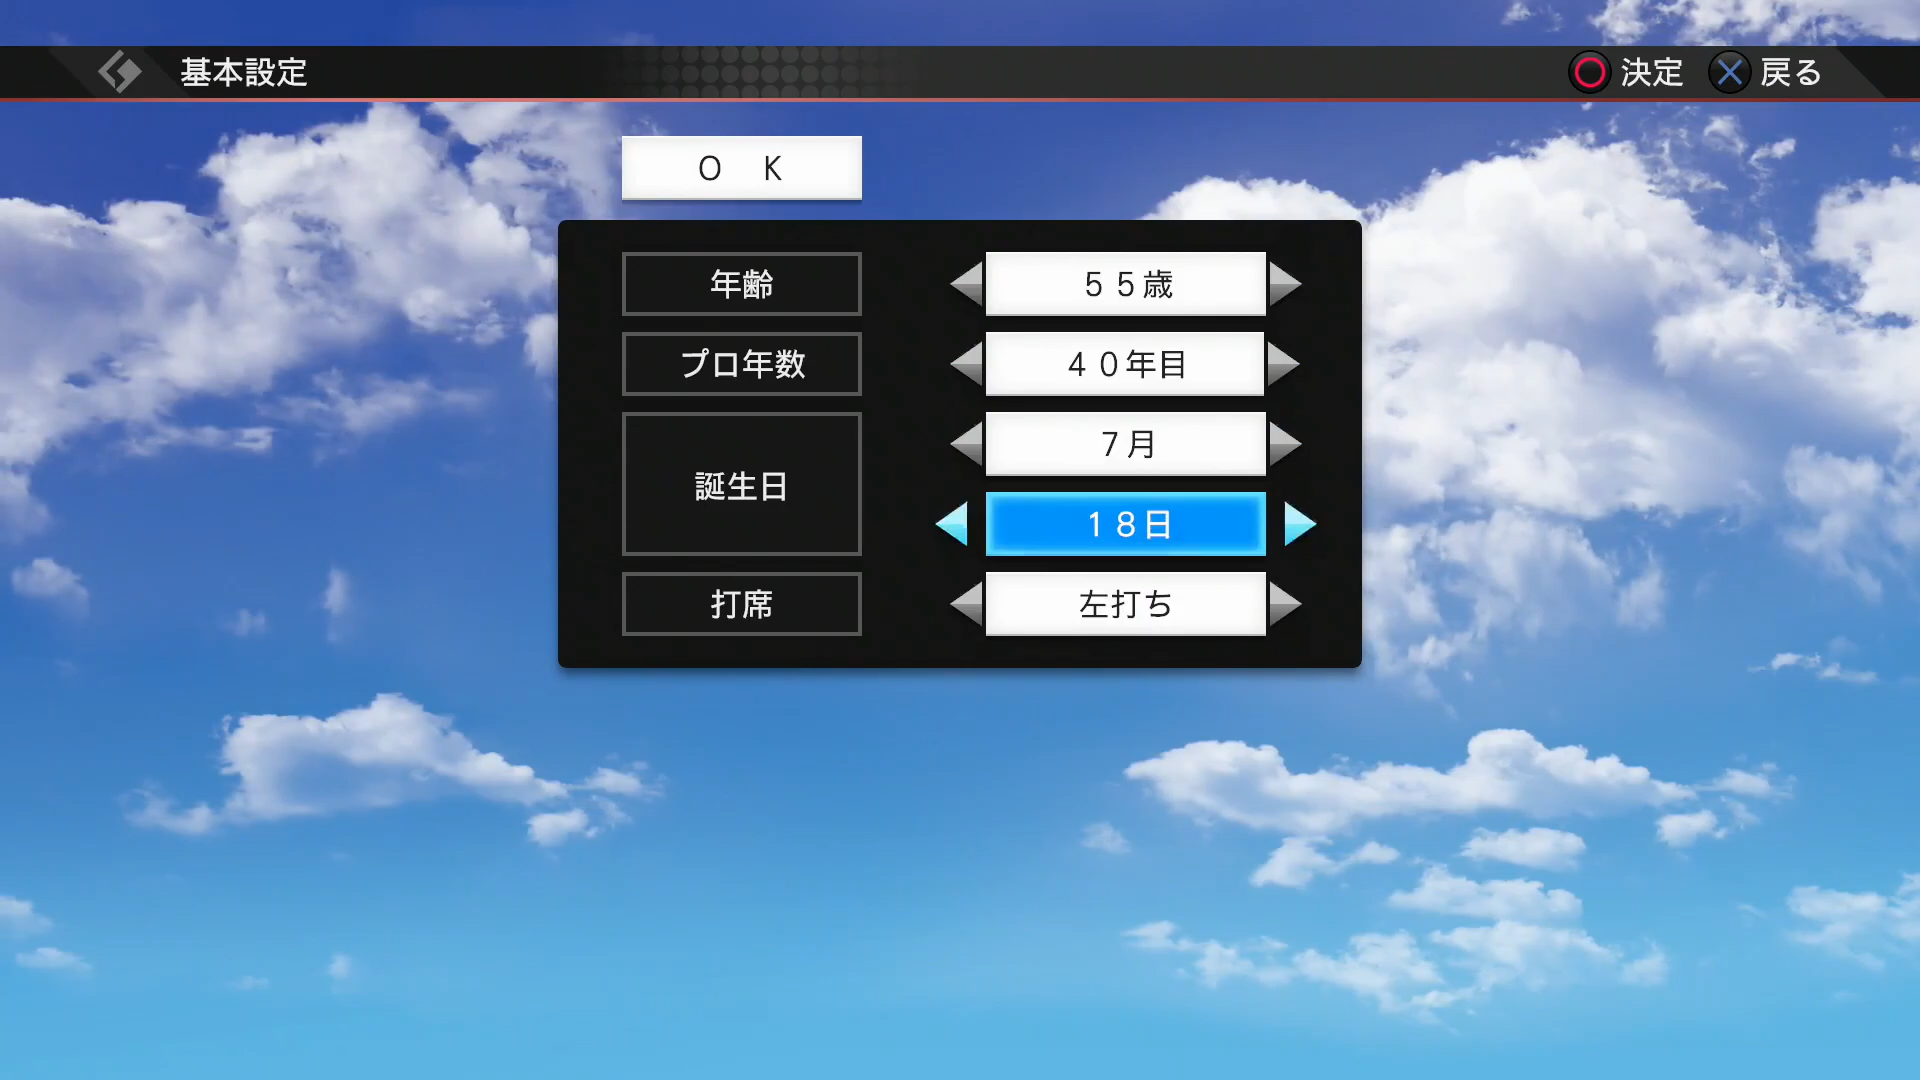 基本設定
決定
戻る
O K
年齢
55歳
プロ年数
40年目
誕生日
7月
18日
打席
左打ち